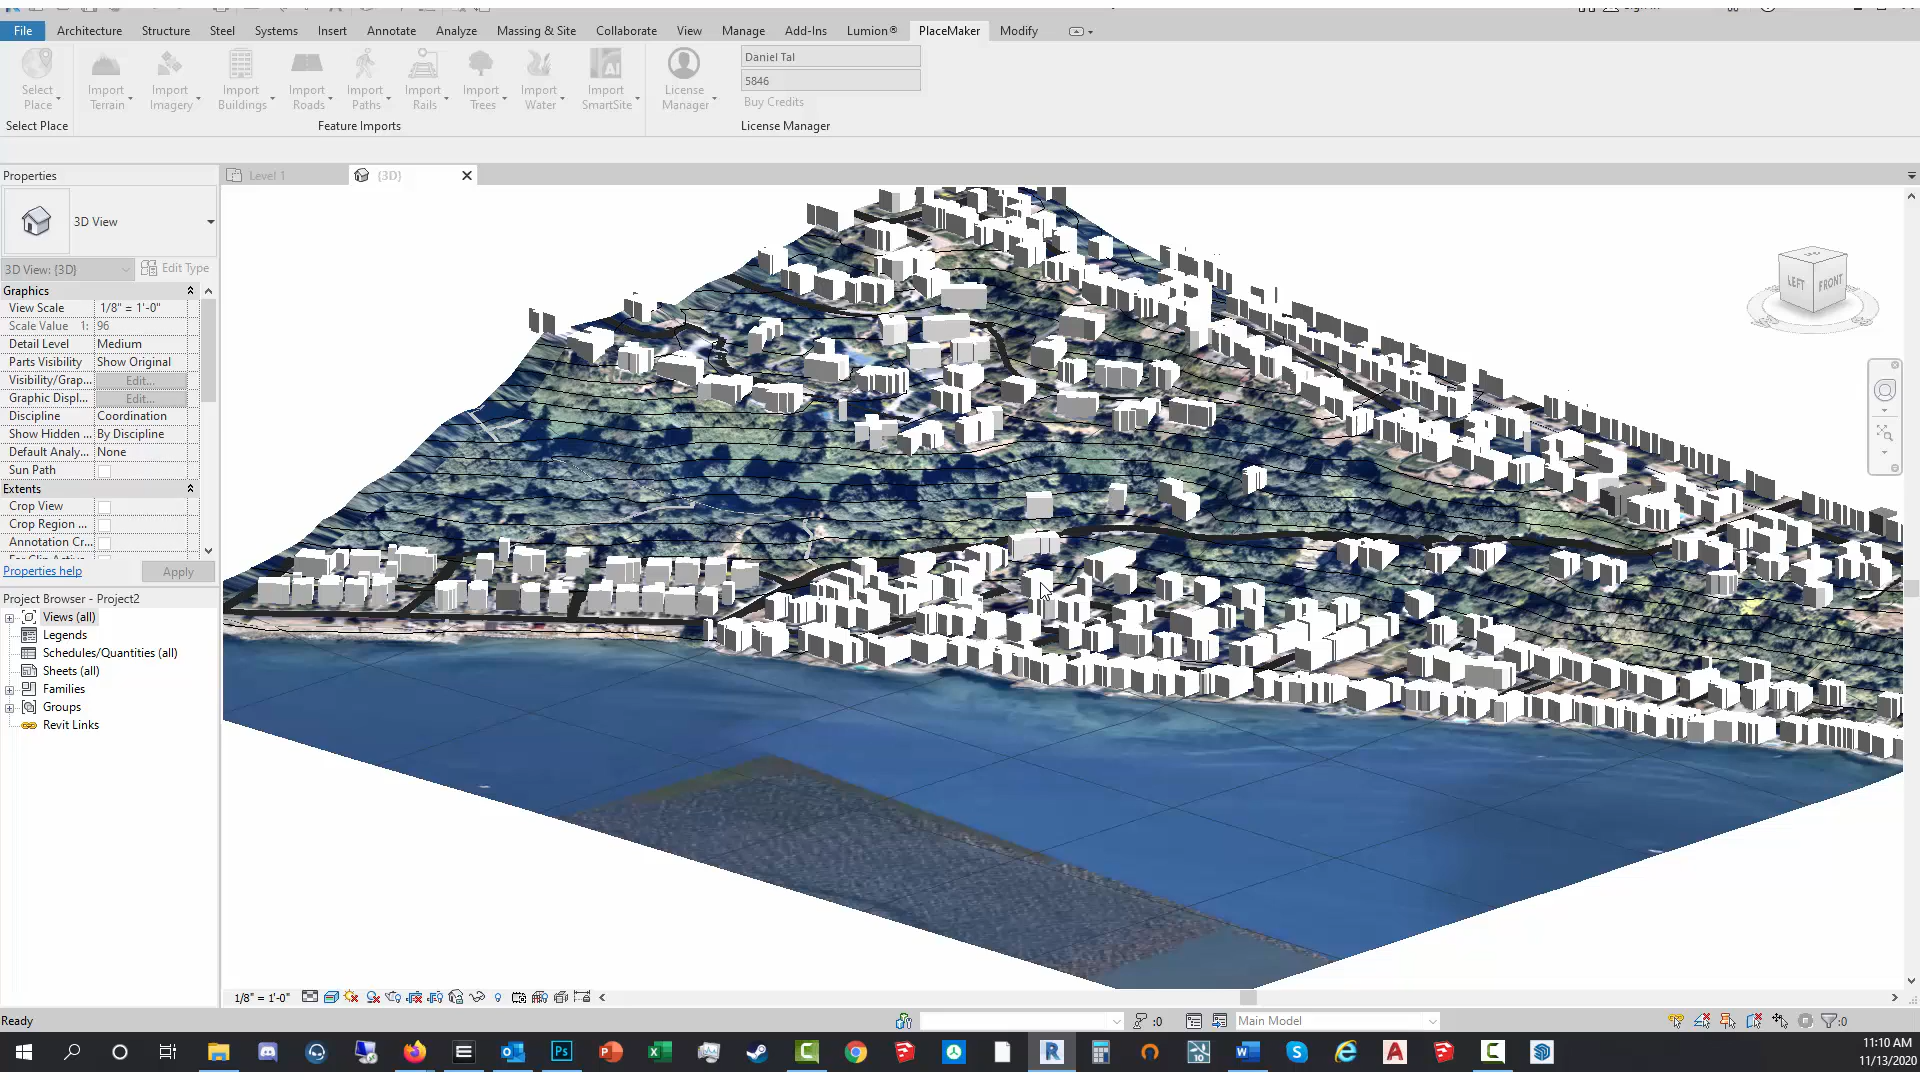 File Architecture Structure Steel Systems Insert Annotate Analyze Massing & Site Collaborate View Manage Add-Ins Lumion® PlaceMaker Modify
Select Place
Import Terrain
Import Imagery
Import Buildings
Import Roads
Import Paths
Import Rails
Import Trees
Import Water
Import SmartSite
License Manager
Daniel Tal
5846
Buy Credits
Select Place
Feature Imports
License Manager
Properties
Level 1
{3D}
3D View
3D View: {3D}
Edit Type
Graphics
View Scale 1/8" = 1'-0"
Scale Value 1: 96
Detail Level Medium
Parts Visibility Show Original
Visibility/Grap... Edit...
Graphic Displ... Edit...
Discipline Coordination
Show Hidden ... By Discipline
Default Analy... None
Sun Path
Extents
Crop View
Crop Region ...
Annotation Cr...
Properties help Apply
Project Browser - Project2
Views (all)
Legends
Schedules/Quantities (all)
Sheets (all)
Families
Groups
Revit Links
LEFT FRONT
1/8" = 1'-0"
Ready
:0
Main Model
:0
11:10 AM
11/13/2020